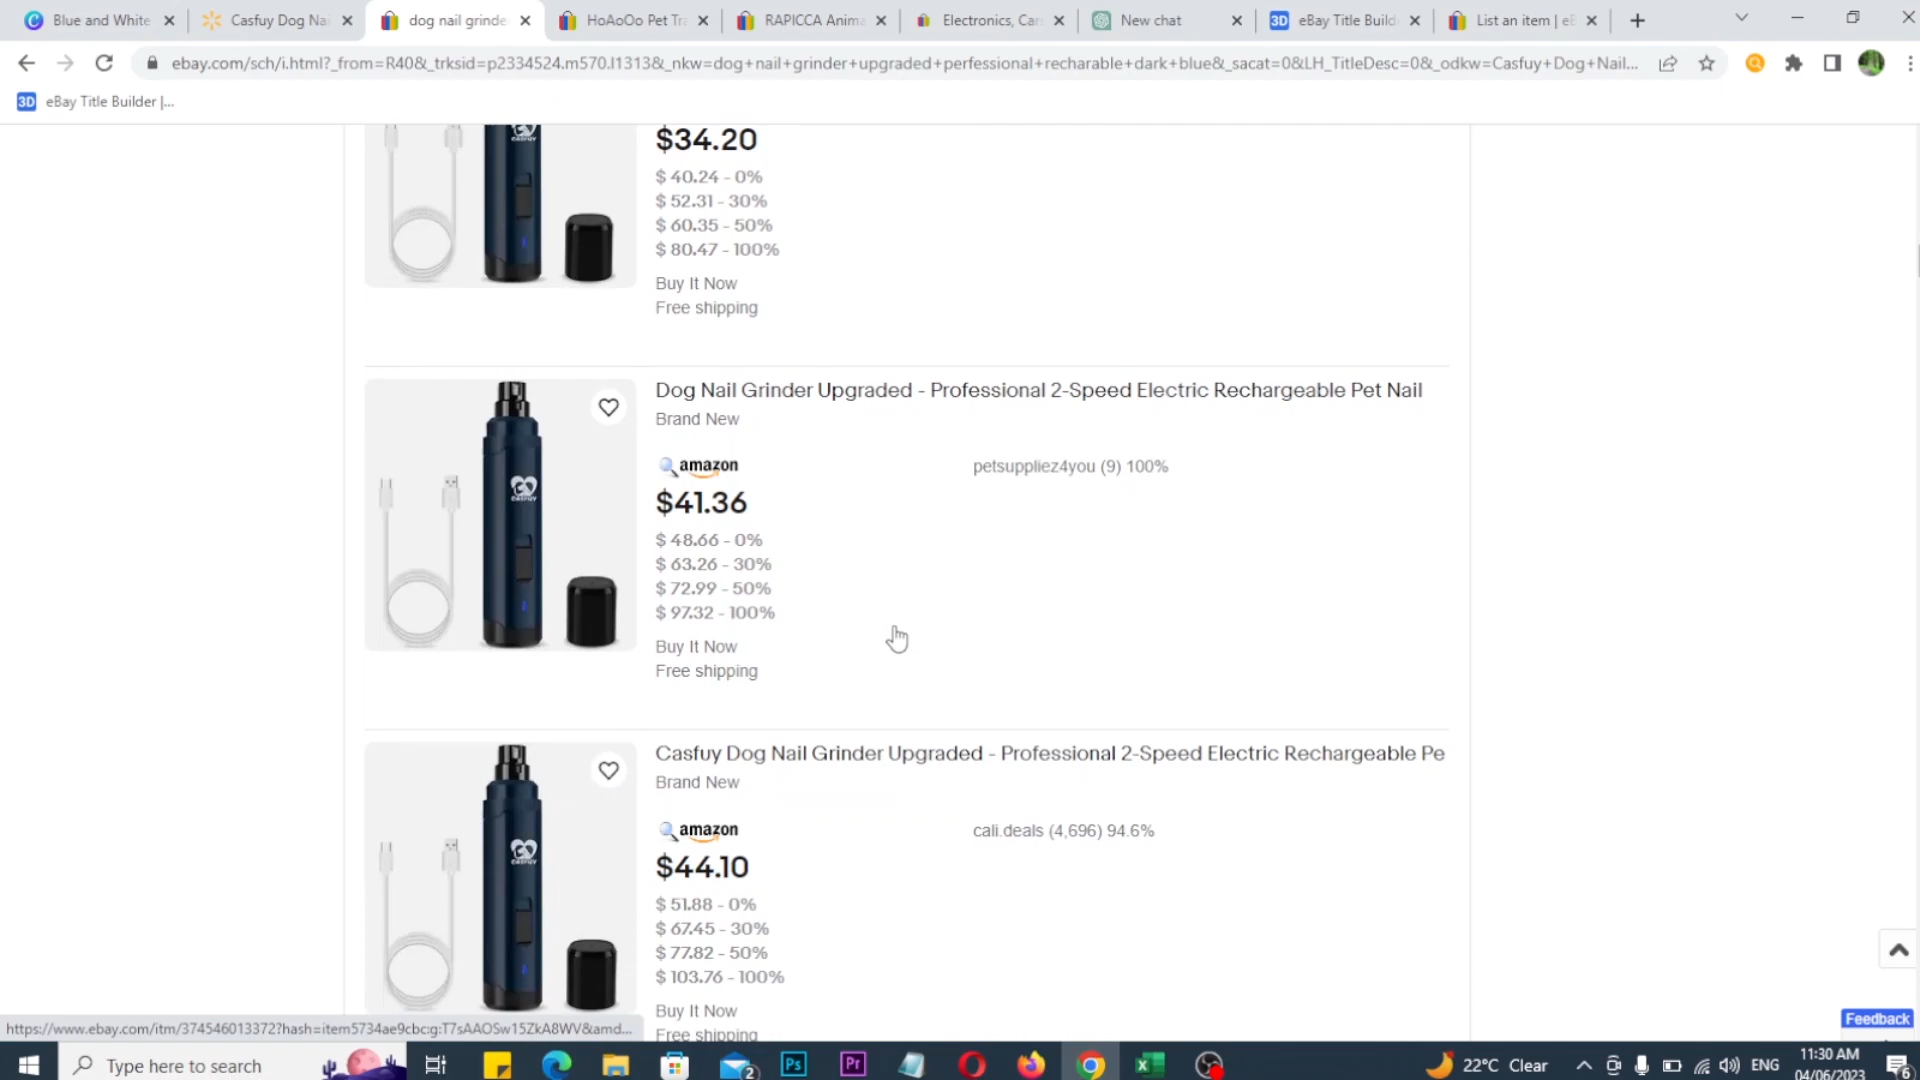 Blue and White
Casfuy Dog Nai
dog nail grinde
HoAoOo Pet Tra
RAPICCA Anima
Electronics, Car
New chat
eBay Title Build
List an item | eE
ebay.com/sch/i.html?_from=R40&_trksid=p2334524.m570.l1313&_nkw=dog+nail+grinder+upgraded+perfessional+recharable+dark+blue&_sacat=0&LH_TitleDesc=0&_odkw=Casfuy+Dog+Nail...
3D eBay Title Builder |...
$34.20
$ 40.24 - 0%
$ 52.31 - 30%
$ 60.35 - 50%
$ 80.47 - 100%
Buy It Now
Free shipping
Dog Nail Grinder Upgraded - Professional 2-Speed Electric Rechargeable Pet Nail
Brand New
amazon
petsuppliez4you (9) 100%
$41.36
$ 48.66 - 0%
$ 63.26 - 30%
$ 72.99 - 50%
$ 97.32 - 100%
Buy It Now
Free shipping
Casfuy Dog Nail Grinder Upgraded - Professional 2-Speed Electric Rechargeable Pe
Brand New
amazon
cali.deals (4,696) 94.6%
$44.10
$ 51.88 - 0%
$ 67.45 - 30%
$ 77.82 - 50%
$ 103.76 - 100%
Buy It Now
Free shipping
Feedback
https://www.ebay.com/itm/374546013372?hash=item5734ae9cbc:g:T7sAAOSw15ZkA8WV&amd...
Type here to search
22°C Clear
ENG
11:30 AM
04/06/2023